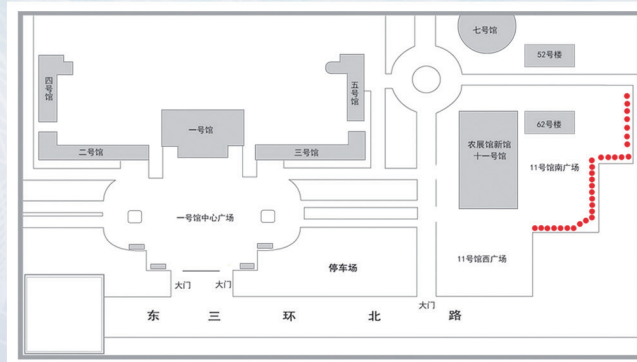 七号馆
52号楼
四号馆
五号馆
一号馆
62号楼
农展馆新馆
十一号馆
二号馆
三号馆
11号馆南广场
一号馆中心广场
停车场
11号馆西广场
大门
大门
大门
东三环北路